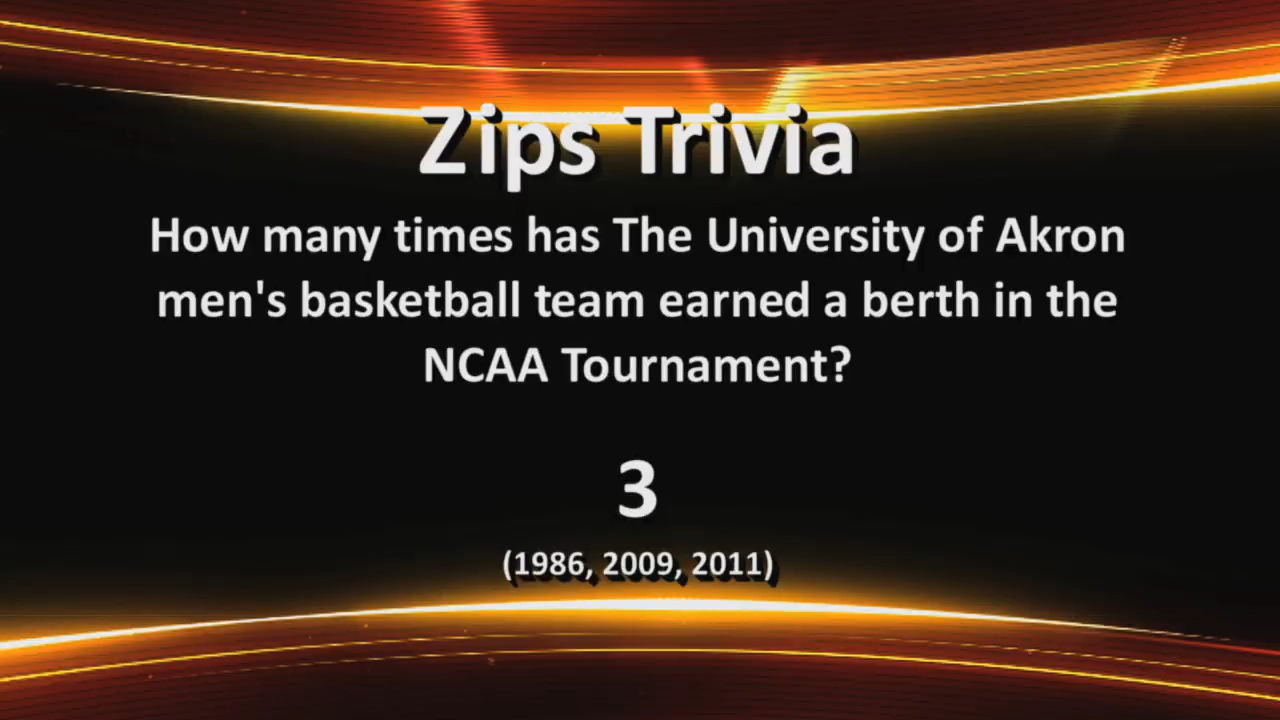 Zips Trivia
How many times has The University of Akron
men's basketball team earned a berth in the
NCAA Tournament?
3
(1986, 2009, 2011)